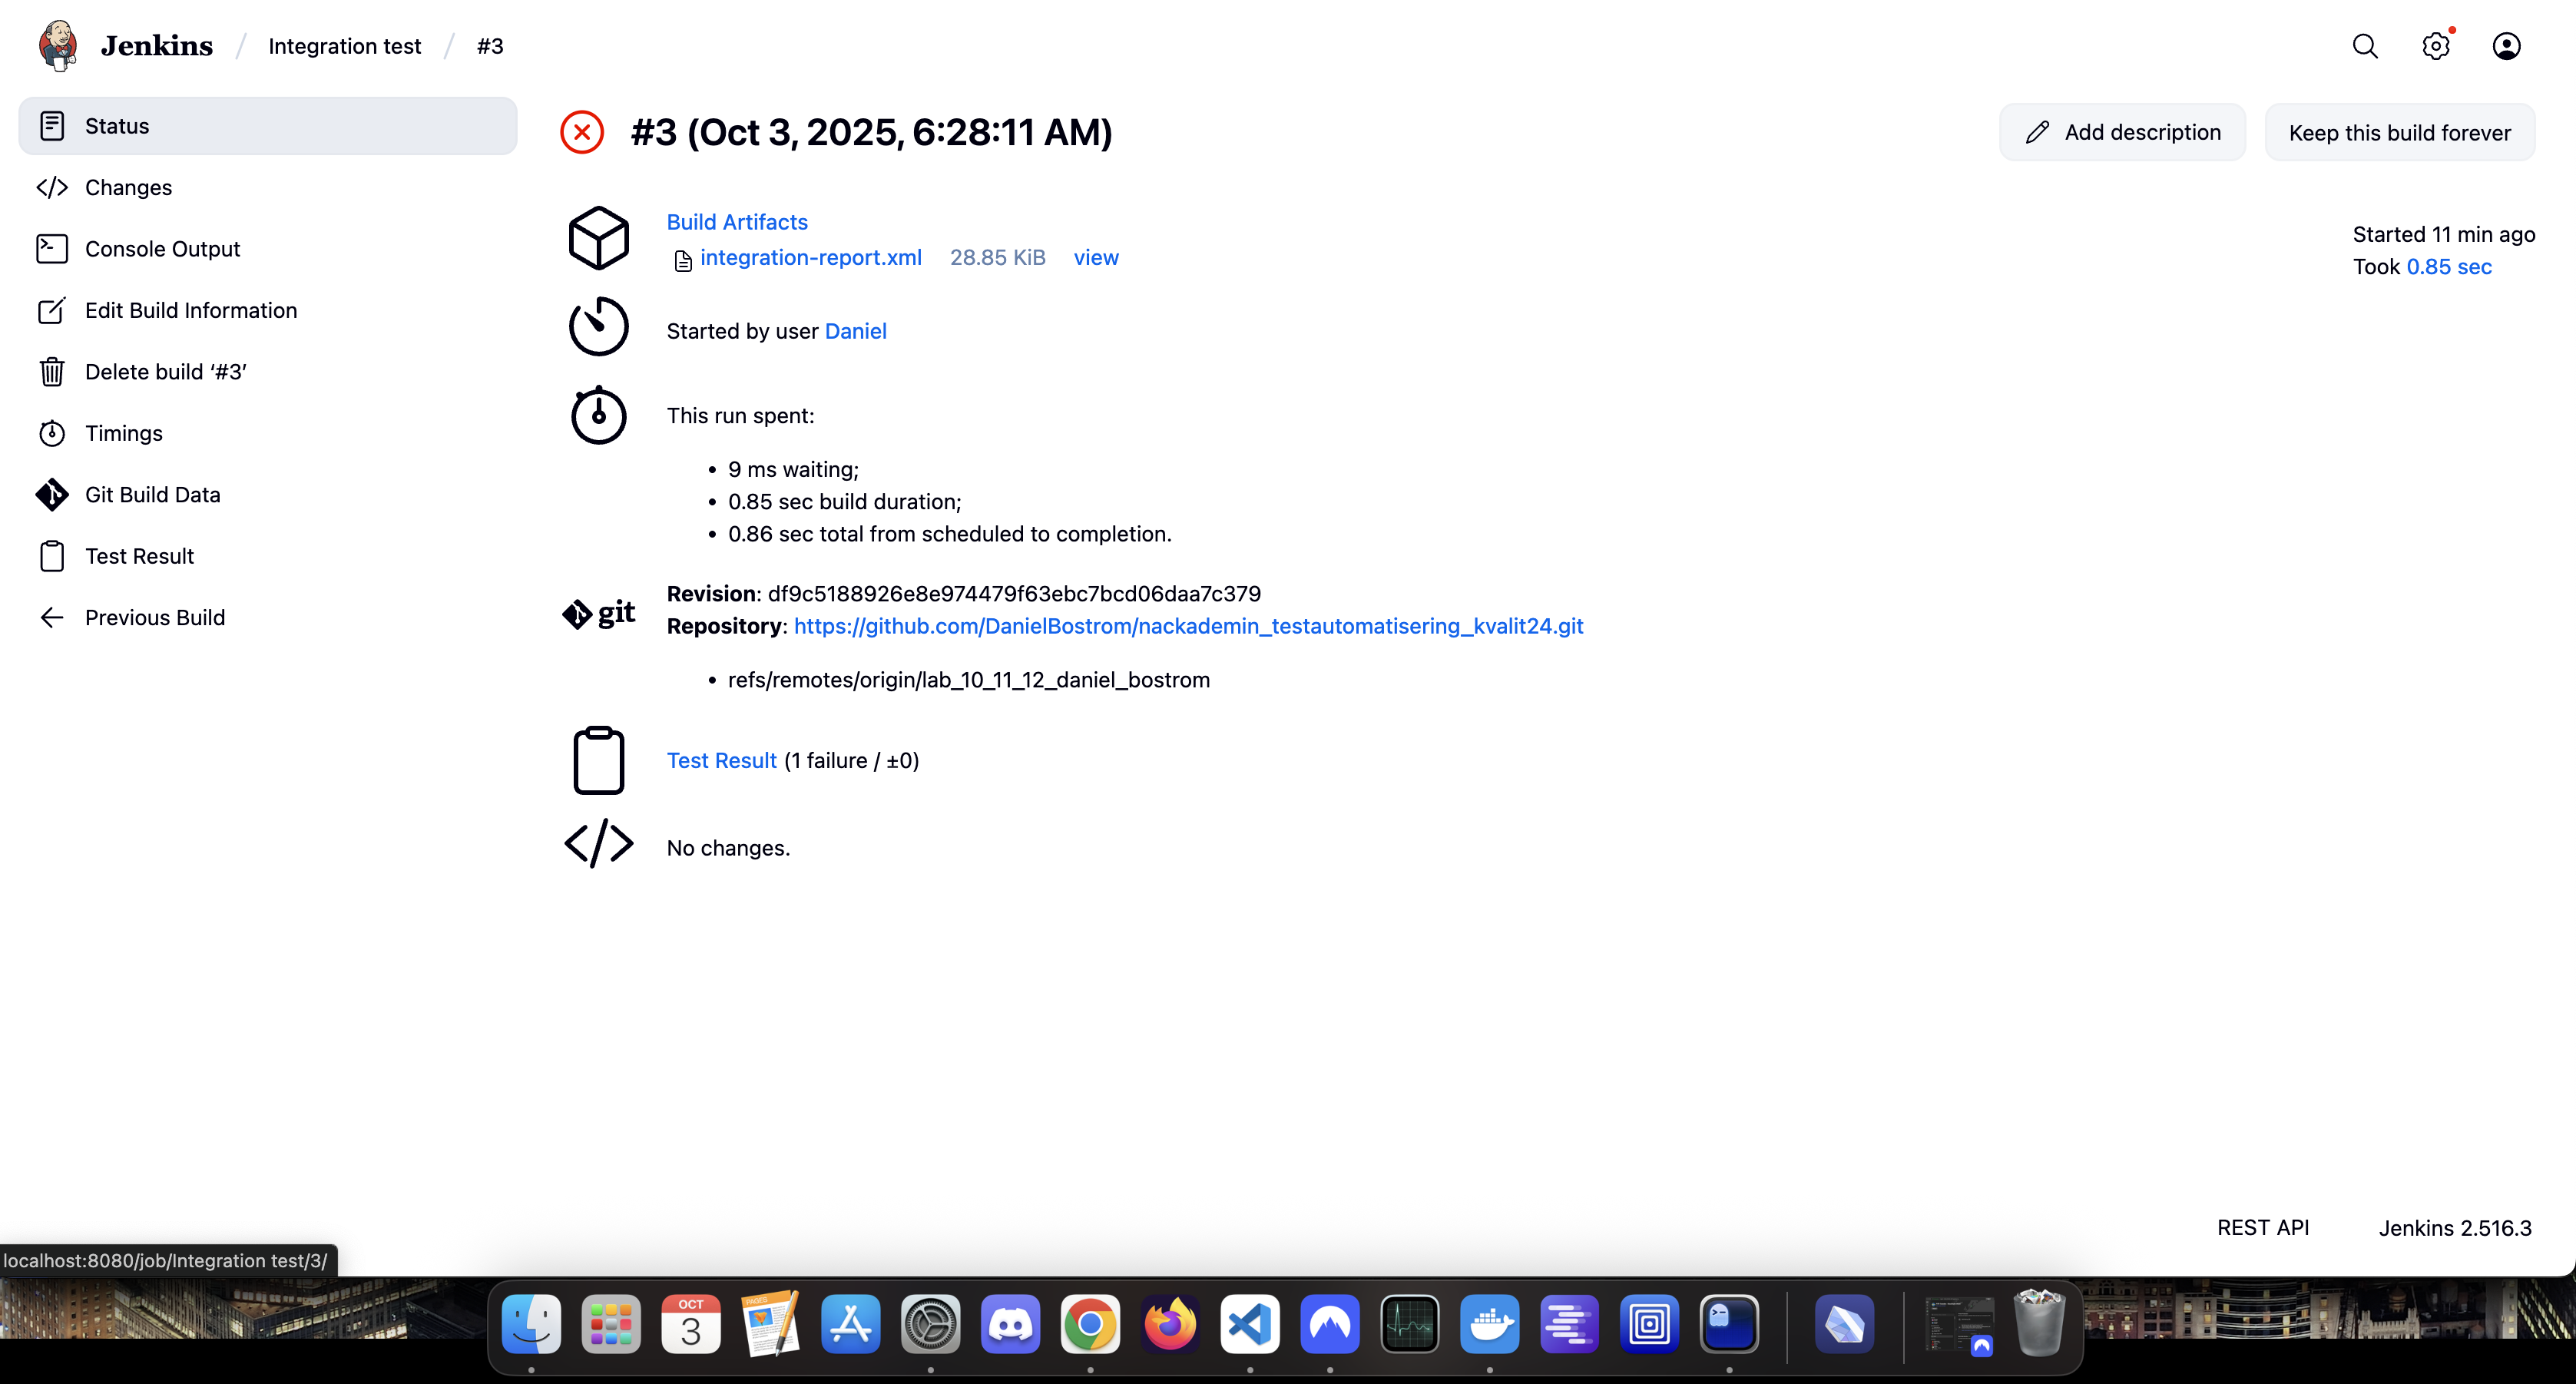 Jenkins / Integration test / #3
Status
Changes
Console Output
Edit Build Information
Delete build ‘#3’
Timings
Git Build Data
Test Result
Previous Build
#3 (Oct 3, 2025, 6:28:11 AM)
Add description
Keep this build forever
Build Artifacts
integration-report.xml 28.85 KiB view
Started 11 min ago
Took 0.85 sec
Started by user Daniel
This run spent:
• 9 ms waiting;
• 0.85 sec build duration;
• 0.86 sec total from scheduled to completion.
git
Revision: df9c5188926e8e974479f63ebc7bcd06daa7c379
Repository: https://github.com/DanielBostrom/nackademin_testautomatisering_kvalit24.git
• refs/remotes/origin/lab_10_11_12_daniel_bostrom
Test Result (1 failure / ±0)
No changes.
REST API
Jenkins 2.516.3
localhost:8080/job/Integration test/3/
OCT
3
PAGES